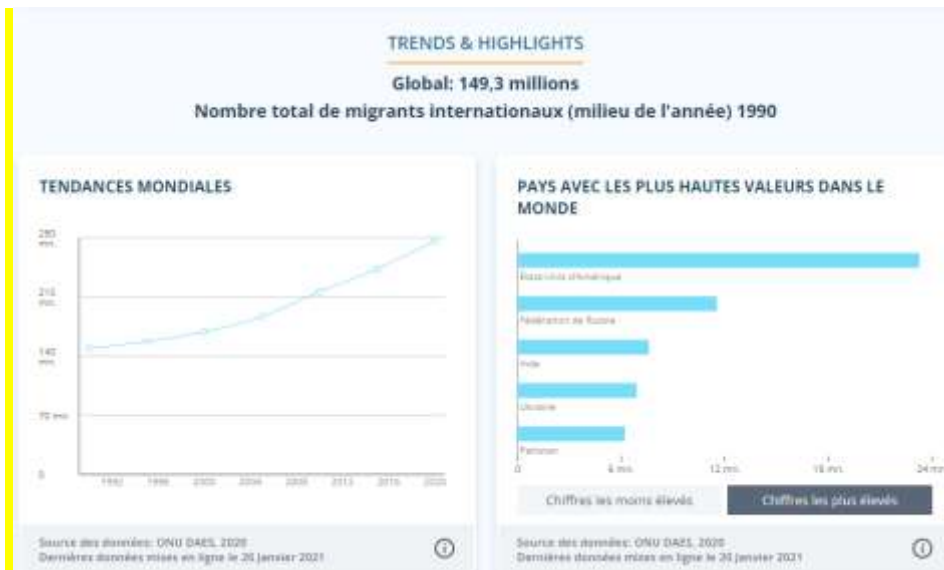 TRENDS & HIGHLIGHTS
Global: 149,3 millions
Nombre total de migrants internationaux (milieu de l'année) 1990
TENDANCES MONDIALES
280
mn.
210
mn.
140
mn.
70 mn.
0
1992 1996 2000 2004 2008 2012 2016 2020
Source des données: ONU DAES, 2020
Dernières données mises en ligne le 20 Janvier 2021
PAYS AVEC LES PLUS HAUTES VALEURS DANS LE
MONDE
États-Unis d'Amérique
Fédération de Russie
Inde
Ukraine
Pakistan
0 6 mn. 12 mn. 18 mn. 24 mn.
Chiffres les moins élevés
Chiffres les plus élevés
Source des données: ONU DAES, 2020
Dernières données mises en ligne le 20 Janvier 2021